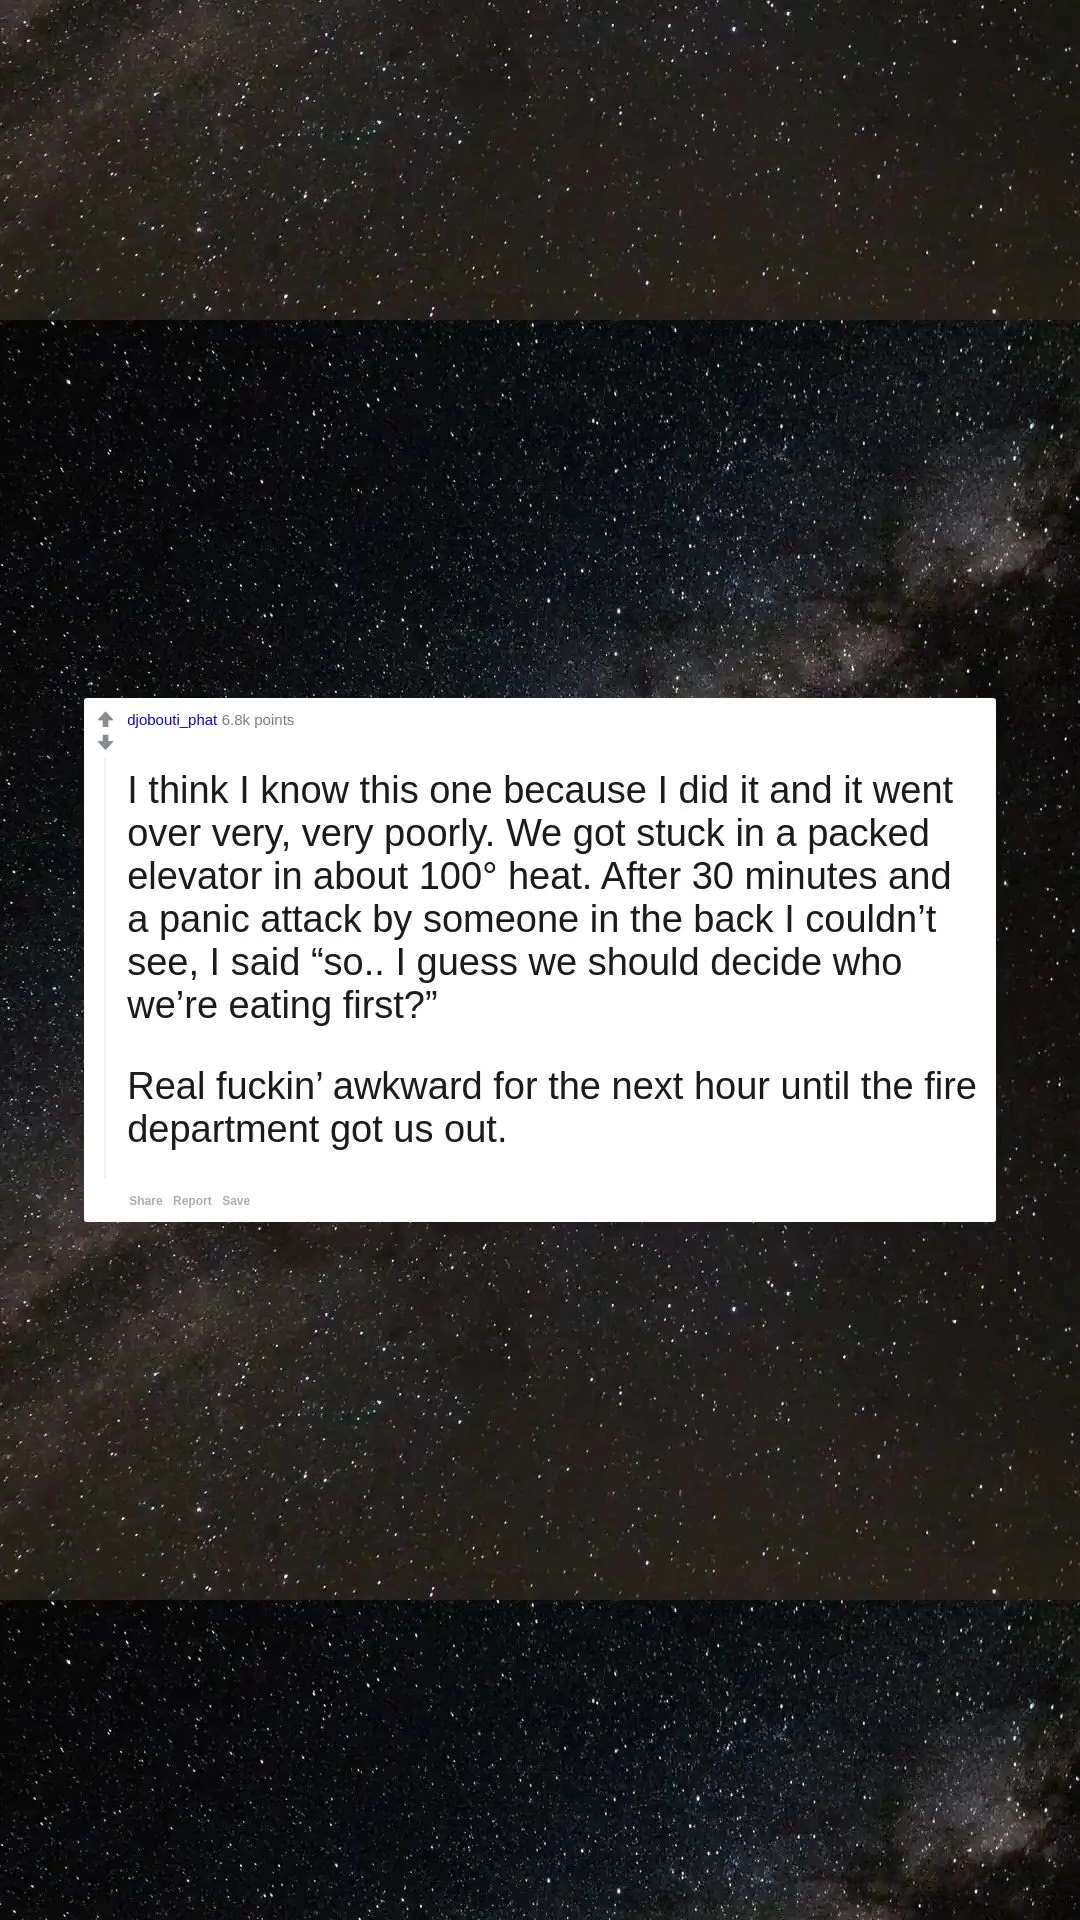 djobouti_phat 6.8k points
I think I know this one because I did it and it went
over very, very poorly. We got stuck in a packed
elevator in about 100° heat. After 30 minutes and
a panic attack by someone in the back I couldn’t
see, I said “so.. I guess we should decide who
we’re eating first?”
Real fuckin’ awkward for the next hour until the fire
department got us out.
Share Report Save